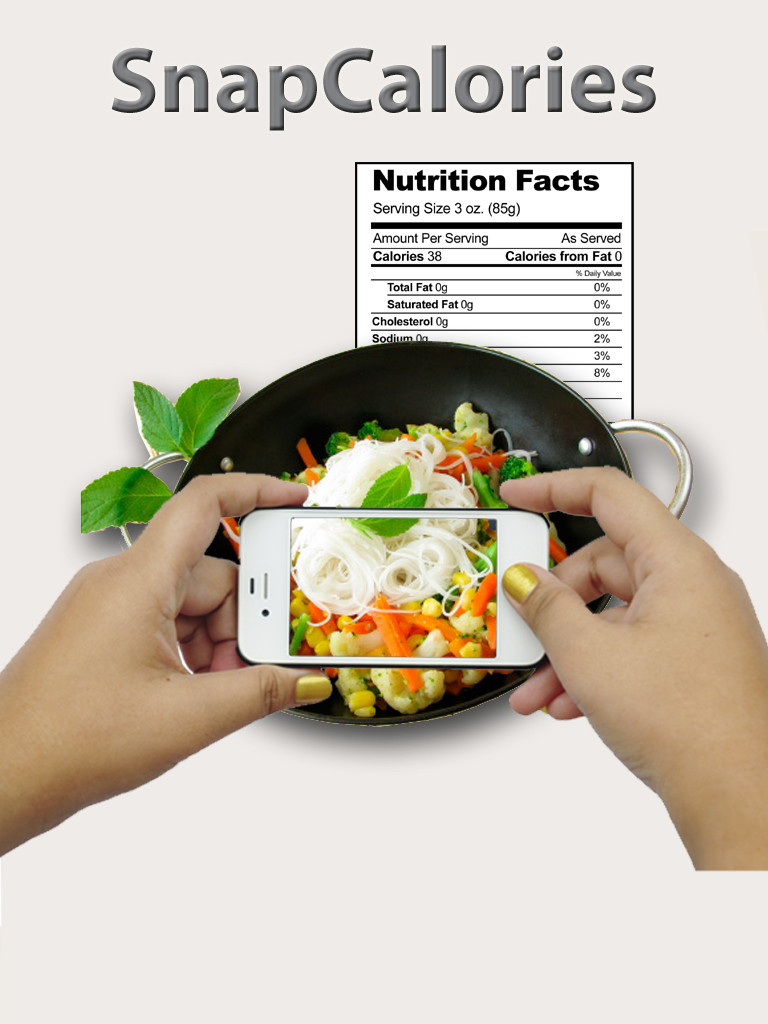 SnapCalories
Nutrition Facts
Serving Size 3 oz. (85g)
Amount Per Serving As Served
Calories 38 Calories from Fat 0
% Daily Value
Total Fat 0g 0%
Saturated Fat 0g 0%
Cholesterol 0g 0%
Sodium 0g 2%
3%
8%